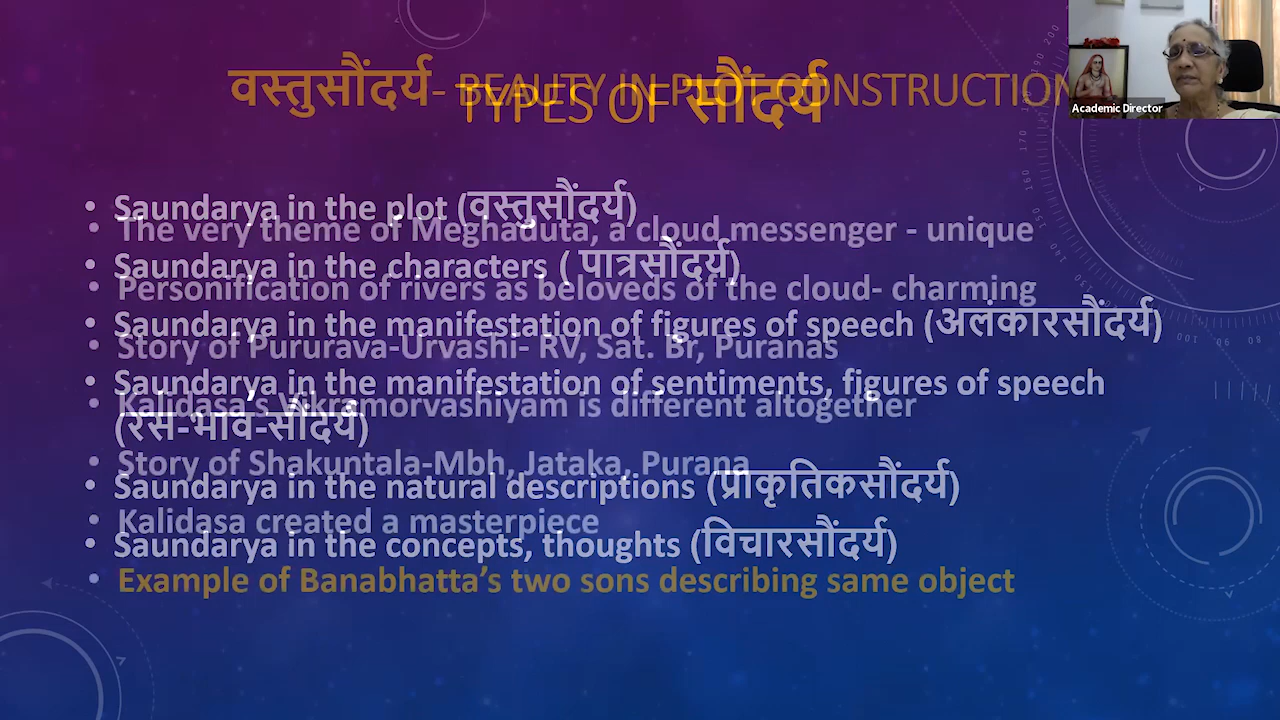 वस्तुसौंदर्य- BEAUTY IN PLOT CONSTRUCTION
TYPES OF सौंदर्य
Academic Director
• Saundarya in the plot (वस्तुसौंदर्य)
• The very theme of Meghaduta, a cloud messenger - unique
• Saundarya in the characters ( पात्रसौंदर्य)
• Personification of rivers as beloveds of the cloud- charming
• Saundarya in the manifestation of figures of speech (अलंकारसौंदर्य)
• Story of Pururava-Urvashi- RV, Sat. Br, Puranas
• Saundarya in the manifestation of sentiments, figures of speech
• Kalidasa's Vikramorvashiyam is different altogether
(रस-भाव-सौंदर्य)
• Story of Shakuntala-Mbh, Jataka, Purana
• Saundarya in the natural descriptions (प्राकृतिकसौंदर्य)
• Kalidasa created a masterpiece
• Saundarya in the concepts, thoughts (विचारसौंदर्य)
• Example of Banabhatta’s two sons describing same object